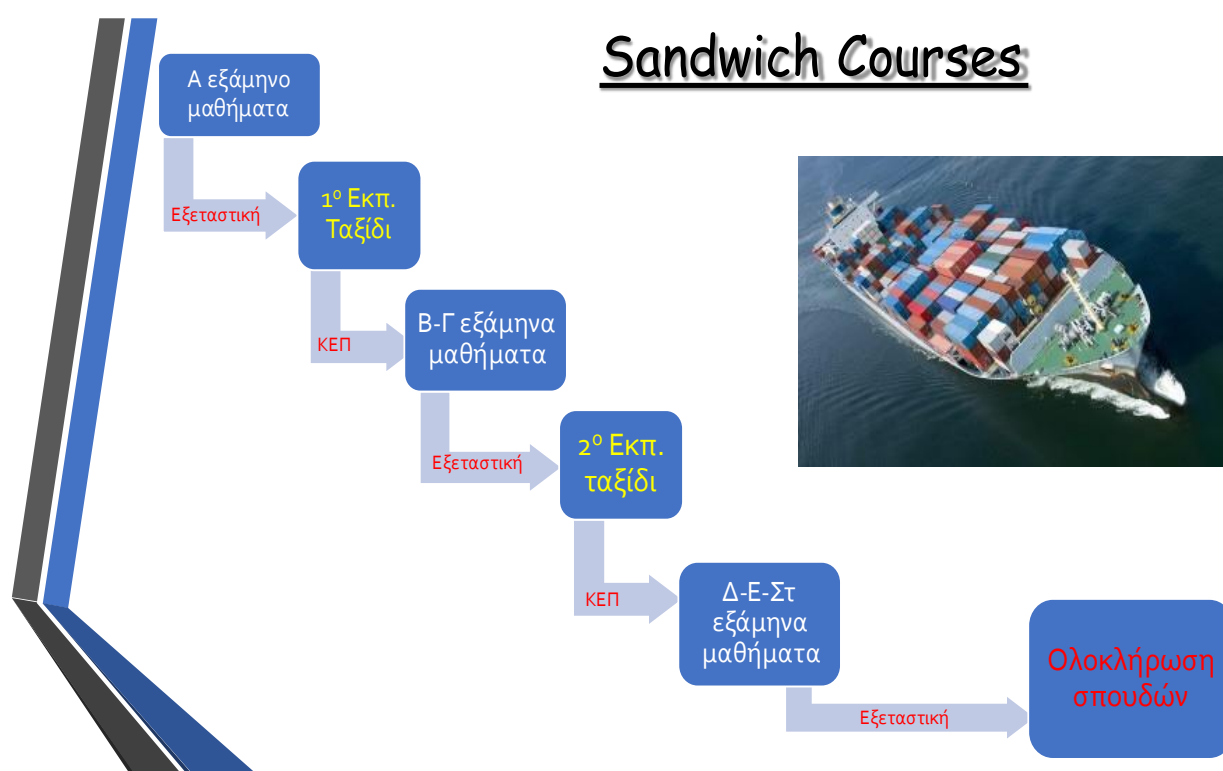 Sandwich Courses
Α εξάμηνο
μαθήματα
Εξεταστική
1ο Εκπ.
Ταξίδι
ΚΕΠ
Β-Γ εξάμηνα
μαθήματα
Εξεταστική
2ο Εκπ.
ταξίδι
ΚΕΠ
Δ-Ε-Στ
εξάμηνα
μαθήματα
Εξεταστική
Ολοκλήρωση
σπουδών